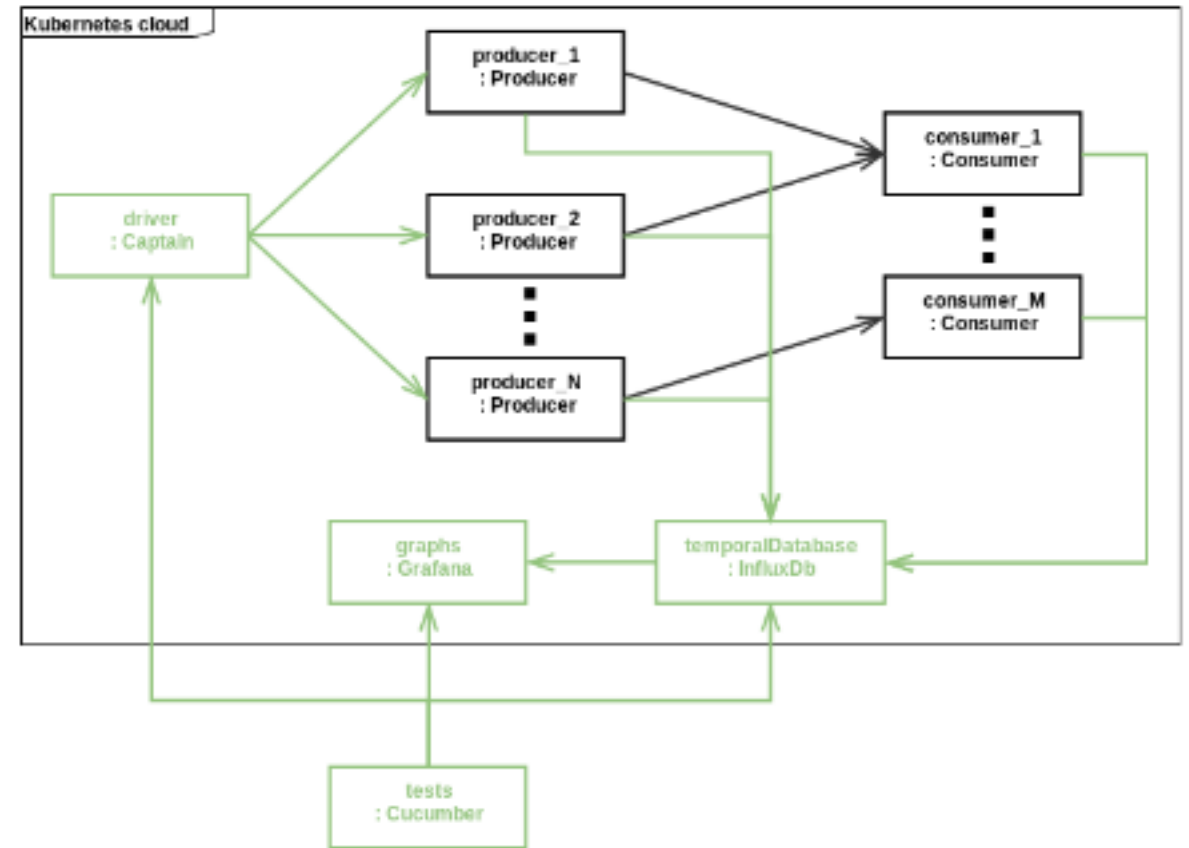 Kubernetes cloud
producer_1
: Producer
consumer_1
: Consumer
driver
: Captain
producer_2
: Producer
consumer_M
: Consumer
producer_N
: Producer
graphs
: Grafana
temporalDatabase
: InfluxDb
tests
: Cucumber